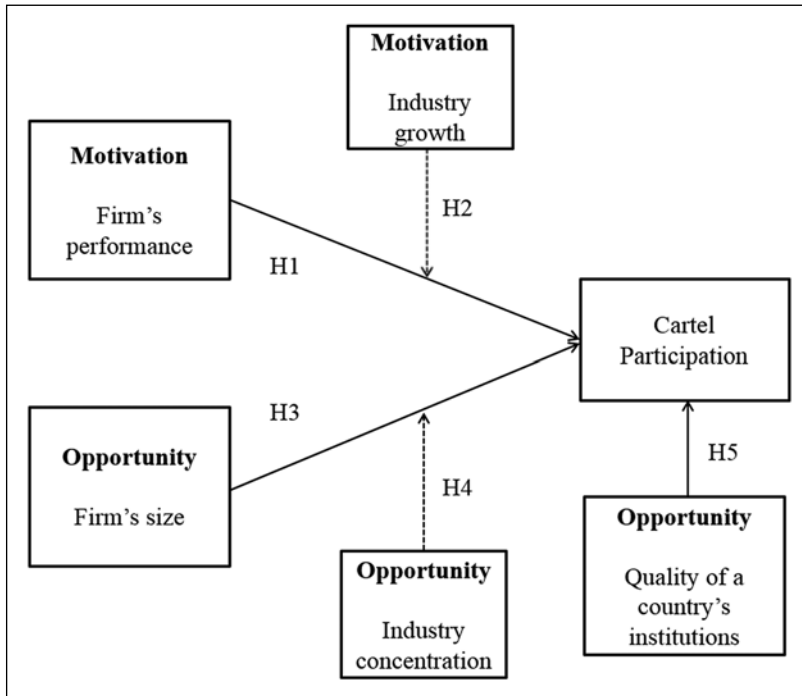 Motivation
Industry
growth
Motivation
Firm's
performance
H2
H1
Cartel
Participation
H3
Opportunity
Firm's size
H4
H5
Opportunity
Industry
concentration
Opportunity
Quality of a
country's
institutions